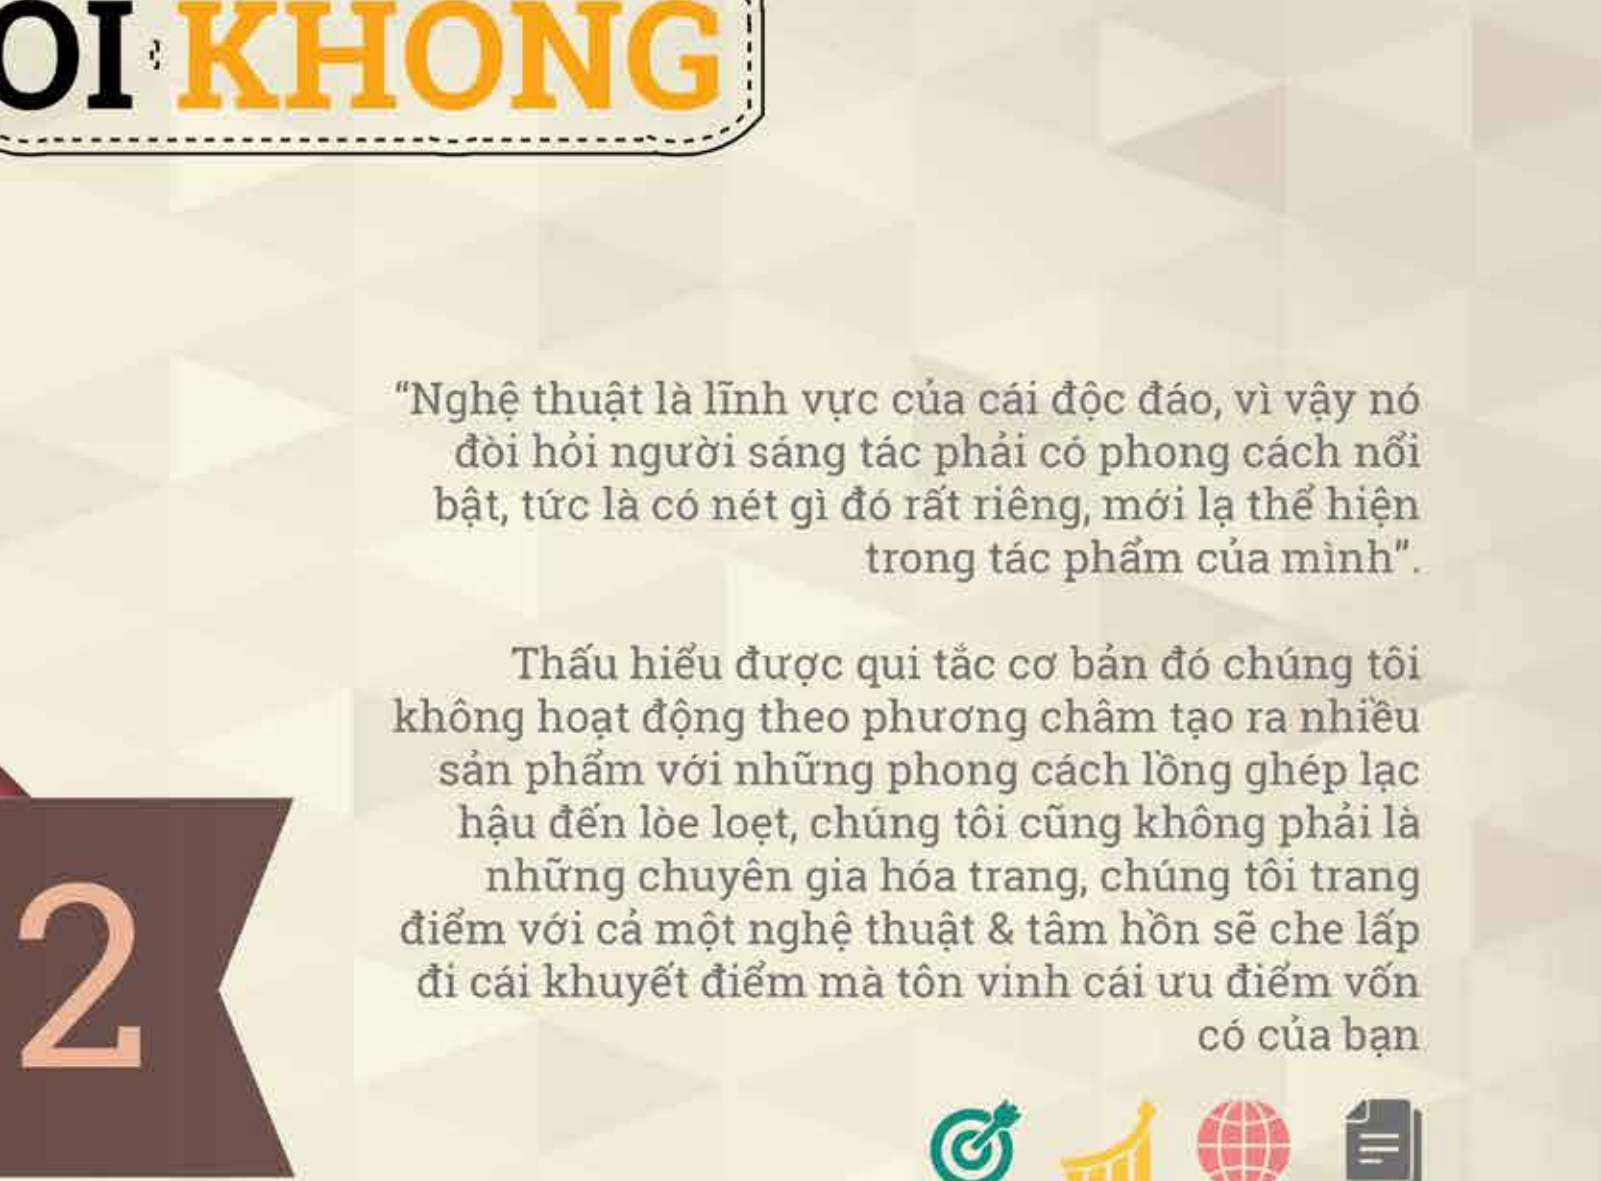 KHONG
“Nghệ thuật là lĩnh vực của cái độc đáo, vì vậy nó
đòi hỏi người sáng tác phải có phong cách nổi
bật, tức là có nét gì đó rất riêng, mới lạ thể hiện
trong tác phẩm của mình”.
Thấu hiểu được qui tắc cơ bản đó chúng tôi
không hoạt động theo phương châm tạo ra nhiều
sản phẩm với những phong cách lồng ghép lạc
hậu đến lòe loẹt, chúng tôi cũng không phải là
những chuyên gia hóa trang, chúng tôi trang
điểm với cả một nghệ thuật & tâm hồn sẽ che lấp
đi cái khuyết điểm mà tôn vinh cái ưu điểm vốn
có của bạn
2